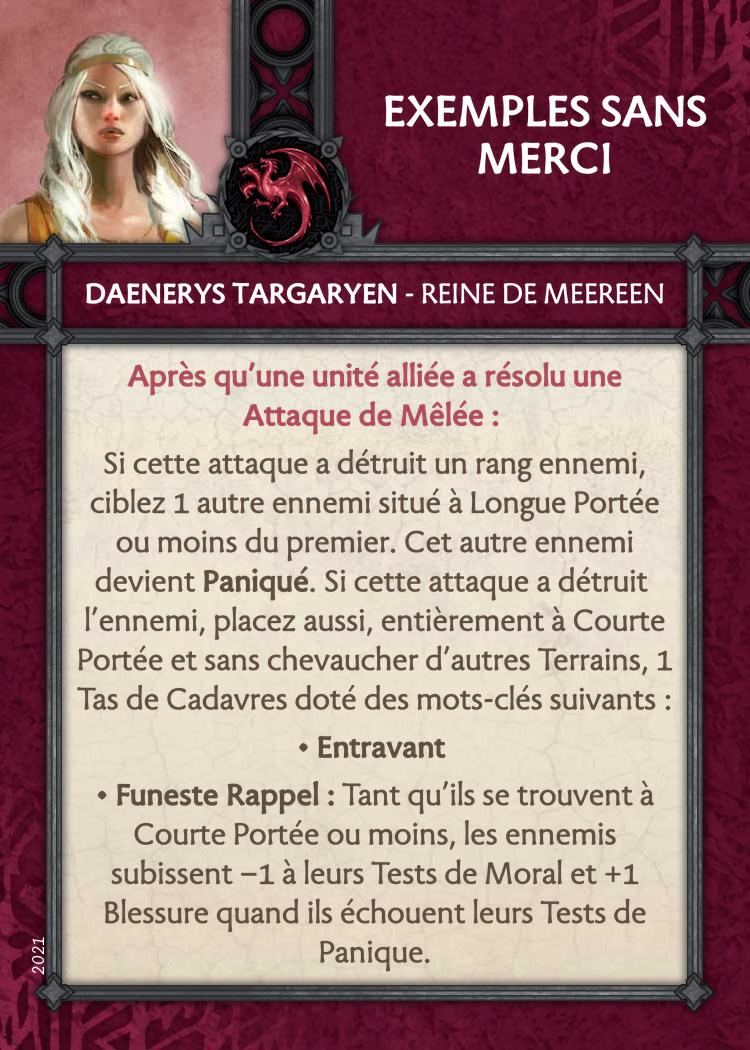 EXEMPLES SANS
MERCI
DAENERYS TARGARYEN - REINE DE MEEREEN
Après qu’une unité alliée a résolu une
Attaque de Mêlée :
Si cette attaque a détruit un rang ennemi,
ciblez 1 autre ennemi situé à Longue Portée
ou moins du premier. Cet autre ennemi
devient Paniqué. Si cette attaque a détruit
l’ennemi, placez aussi, entièrement à Courte
Portée et sans chevaucher d’autres Terrains, 1
Tas de Cadavres doté des mots-clés suivants :
• Entravant
• Funeste Rappel : Tant qu’ils se trouvent à
Courte Portée ou moins, les ennemis
subissent –1 à leurs Tests de Moral et +1
Blessure quand ils échouent leurs Tests de
Panique.
2021